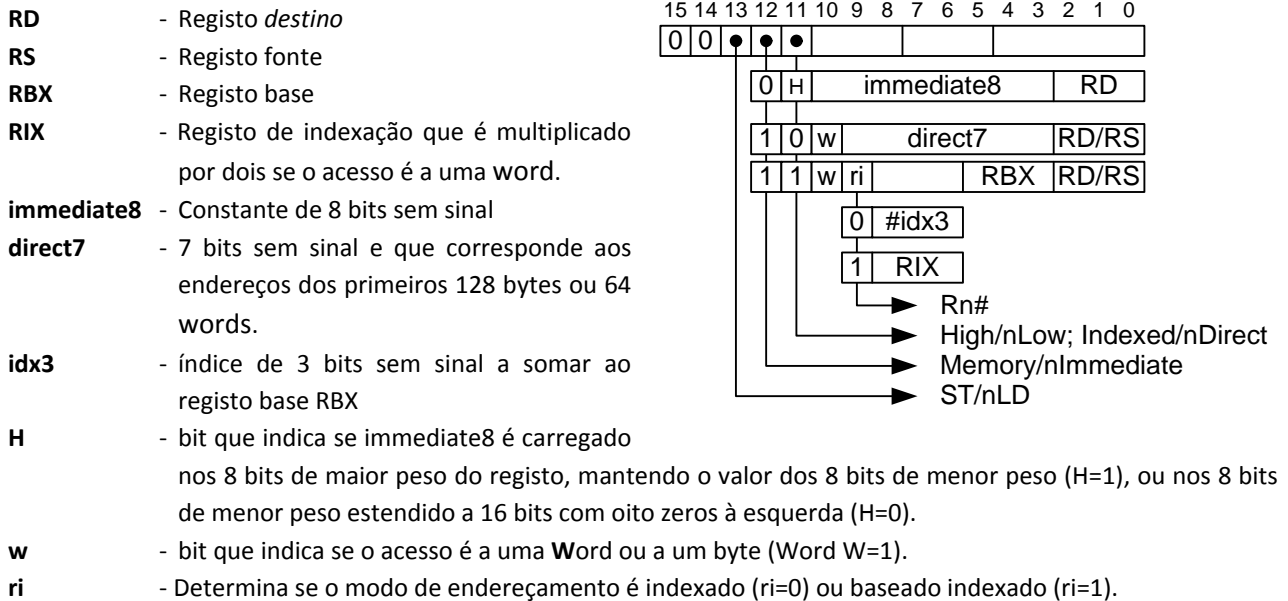 RD - Registo destino
RS - Registo fonte
RBX - Registo base
RIX - Registo de indexação que é multiplicado
por dois se o acesso é a uma word.
immediate8 - Constante de 8 bits sem sinal
direct7 - 7 bits sem sinal e que corresponde aos
endereços dos primeiros 128 bytes ou 64
words.
idx3 - índice de 3 bits sem sinal a somar ao
registo base RBX
H - bit que indica se immediate8 é carregado
nos 8 bits de maior peso do registo, mantendo o valor dos 8 bits de menor peso (H=1), ou nos 8 bits
de menor peso estendido a 16 bits com oito zeros à esquerda (H=0).
w - bit que indica se o acesso é a uma Word ou a um byte (Word W=1).
ri - Determina se o modo de endereçamento é indexado (ri=0) ou baseado indexado (ri=1).
15 14 13 12 11 10 9 8 7 6 5 4 3 2 1 0
0 0
0 H immediate8 RD
1 0 w direct7 RD/RS
1 1 w ri RBX RD/RS
0 #idx3
1 RIX
Rn#
High/nLow; Indexed/nDirect
Memory/nImmediate
ST/nLD